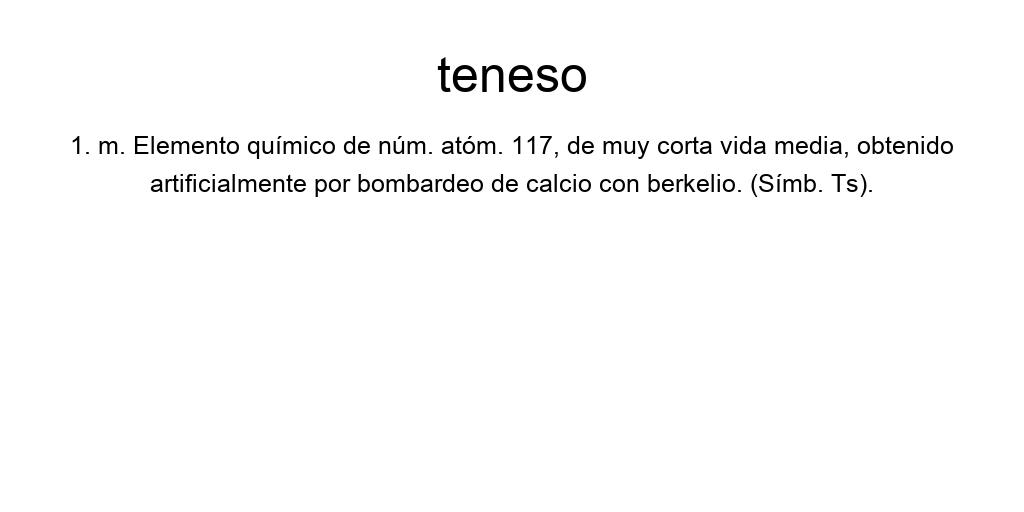 teneso
1. m. Elemento químico de núm. atóm. 117, de muy corta vida media, obtenido
artificialmente por bombardeo de calcio con berkelio. (Símb. Ts).